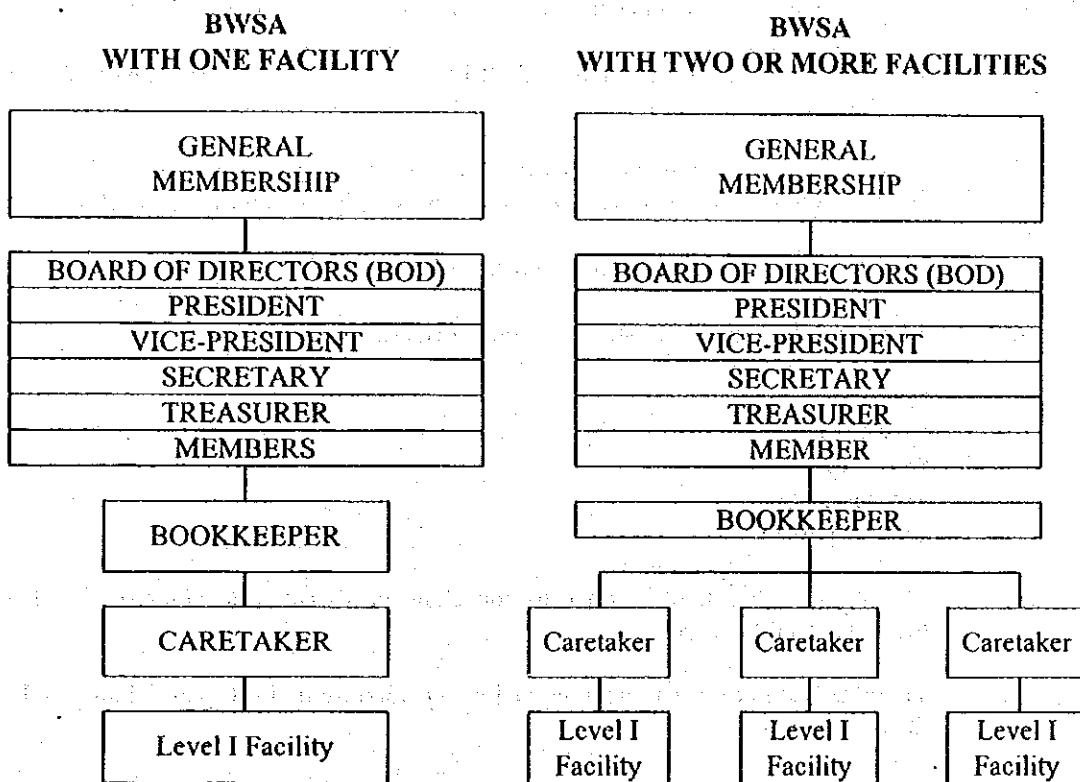 BWSA
WITH ONE FACILITY
GENERAL
MEMBERSHIP
BOARD OF DIRECTORS (BOD)
PRESIDENT
VICE-PRESIDENT
SECRETARY
TREASURER
MEMBERS
BOOKKEEPER
CARETAKER
Level I Facility
BWSA
WITH TWO OR MORE FACILITIES
GENERAL
MEMBERSHIP
BOARD OF DIRECTORS (BOD)
PRESIDENT
VICE-PRESIDENT
SECRETARY
TREASURER
MEMBER
BOOKKEEPER
Caretaker
Caretaker
Caretaker
Level I
Facility
Level I
Facility
Level I
Facility